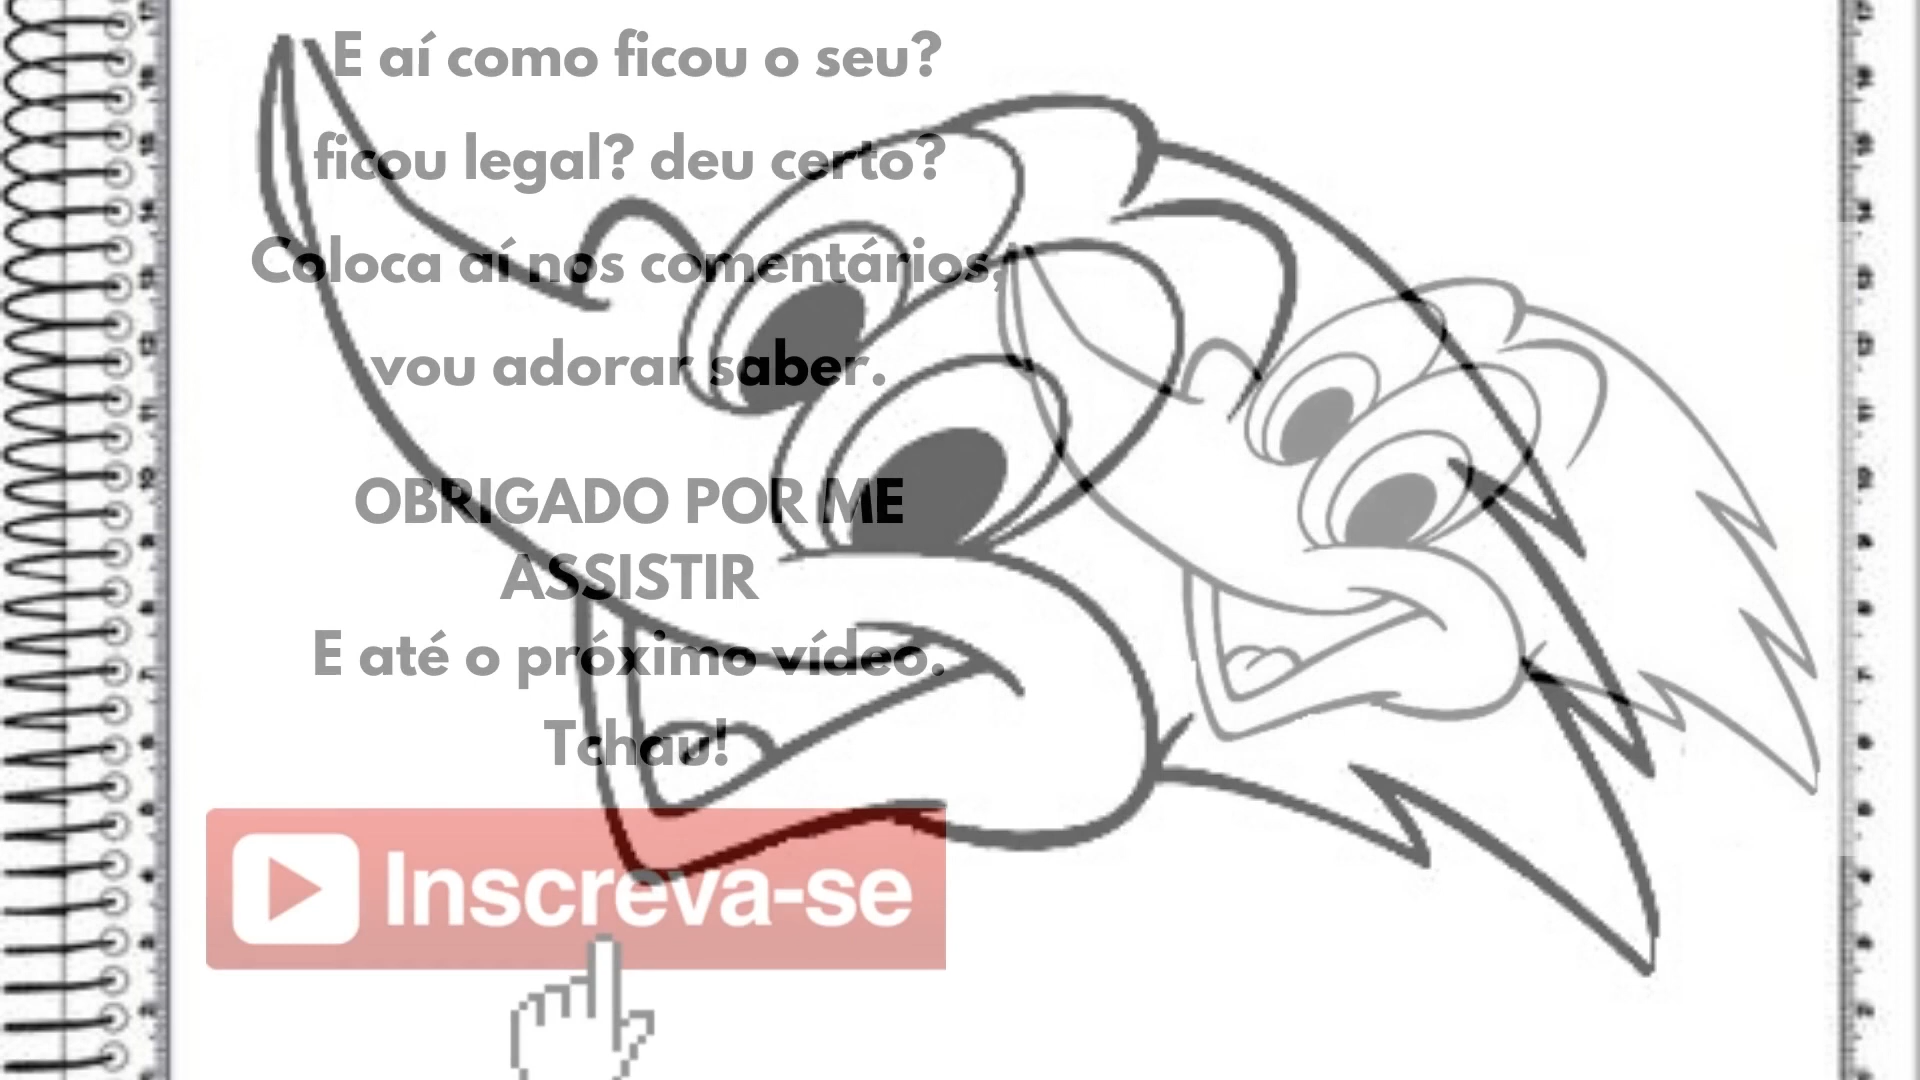 E aí como ficou o seu?
ficou legal? deu certo?
Coloca aí nos comentários,
vou adorar saber.
OBRIGADO POR ME
ASSISTIR
E até o próximo vídeo.
Tchau!
Inscreva-se